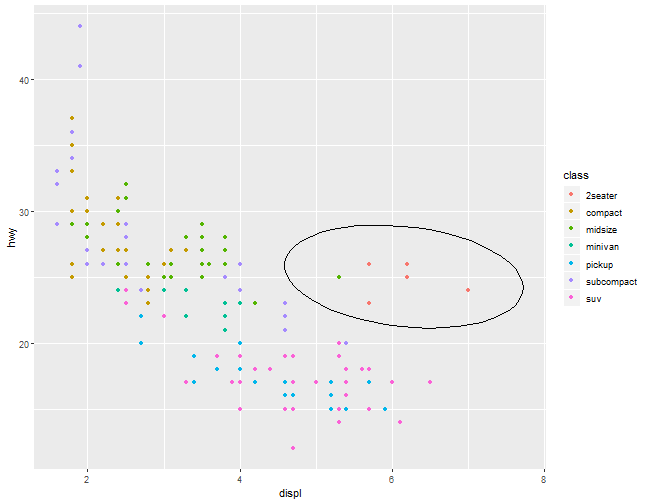 hwy
40
30
20
2
4
6
8
displ
class
2seater
compact
midsize
minivan
pickup
subcompact
suv